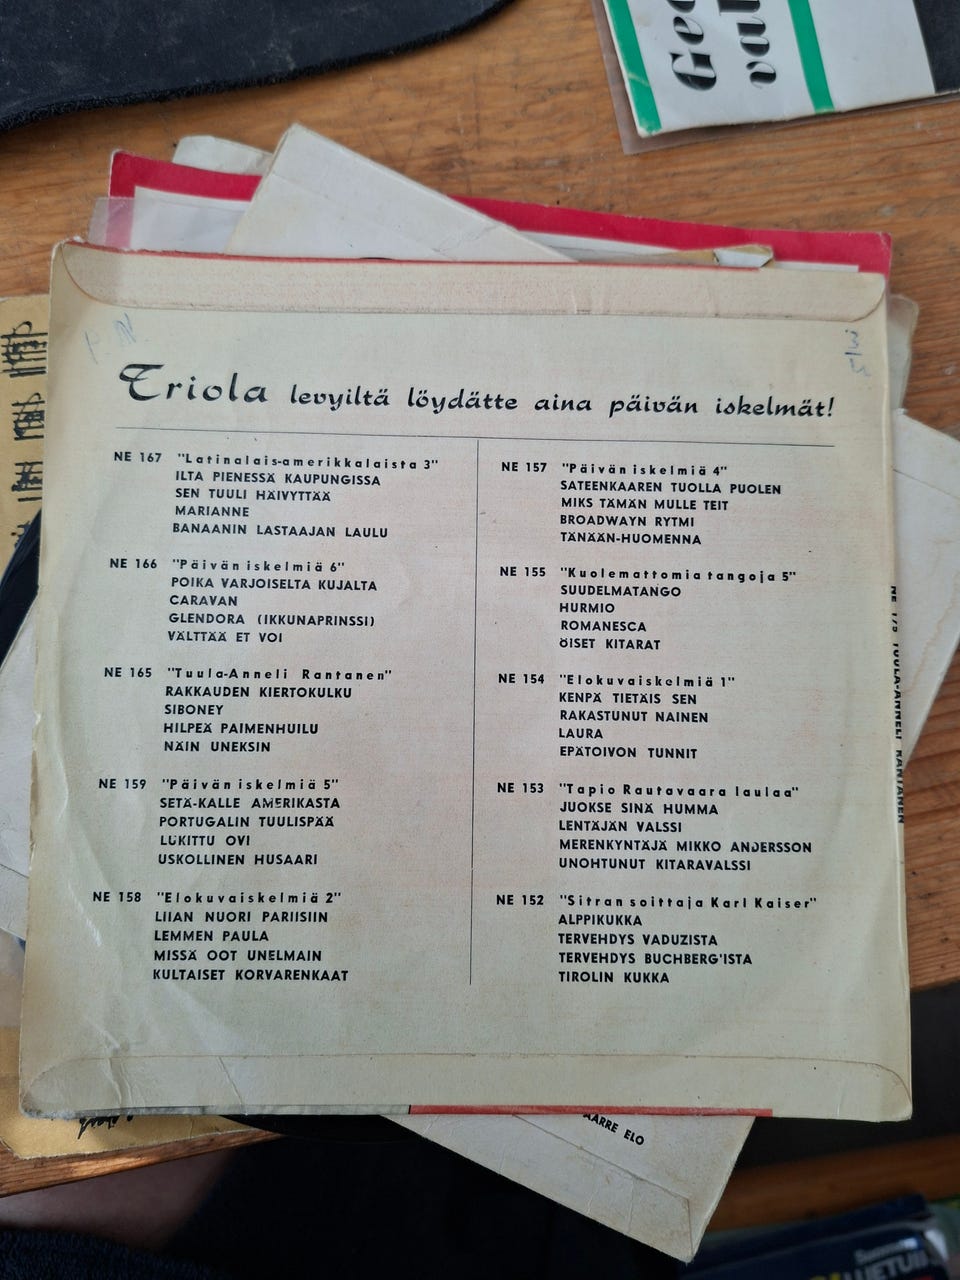 Triola levyiltä löydätte aina päivän iskelmät!
NE 167 "Latinalais-amerikkalaista 3"
ILTA PIENESSÄ KAUPUNGISSA
SEN TUULI HÄIVYTTÄÄ
MARIANNE
BANAANIN LASTAAJAN LAULU
NE 166 "Päivän iskelmiä 6"
POIKA VARJOISELTA KUJALTA
CARAVAN
GLENDORA (IKKUNAPRINSSI)
VÄLTTÄÄ ET VOI
NE 165 "Tuula-Anneli Rantanen"
RAKKAUDEN KIERTOKULKU
SIBONEY
HILPEÄ PAIMENHUILU
NÄIN UNEKSIN
NE 159 "Päivän iskelmiä 5"
SETÄ-KALLE AMERIKASTA
PORTUGALIN TUULISPÄÄ
LUKITTU OVI
USKOLLINEN HUSAARI
NE 158 "Elokuvaiskelmiä 2"
LIIAN NUORI PARIISIIN
LEMMEN PAULA
MISSÄ OOT UNELMAIN
KULTAISET KORVARENKAAT
NE 157 "Päivän iskelmiä 4"
SATEENKAAREN TUOLLA PUOLEN
MIKS TÄMÄN MULLE TEIT
BROADWAYN RYTMI
TÄNÄÄN-HUOMENNA
NE 155 "Kuolemattomia tangoja 5"
SUUDELMATANGO
HURMIO
ROMANESCA
ÖISET KITARAT
NE 154 "Elokuvaiskelmiä 1"
KENPÄ TIETÄIS SEN
RAKASTUNUT NAINEN
LAURA
EPÄTOIVON TUNNIT
NE 153 "Tapio Rautavaara laulaa"
JUOKSE SINÄ HUMMA
LENTÄJÄN VALSSI
MERENKYNTÄJÄ MIKKO ANDERSSON
UNOHTUNUT KITARAVALSSI
NE 152 "Sitran soittaja Karl Kaiser"
ALPPIKUKKA
TERVEHDYS VADUZISTA
TERVEHDYS BUCHBERG'ISTA
TIROLIN KUKKA
TUULA-ANNELI RANTANEN
ELO